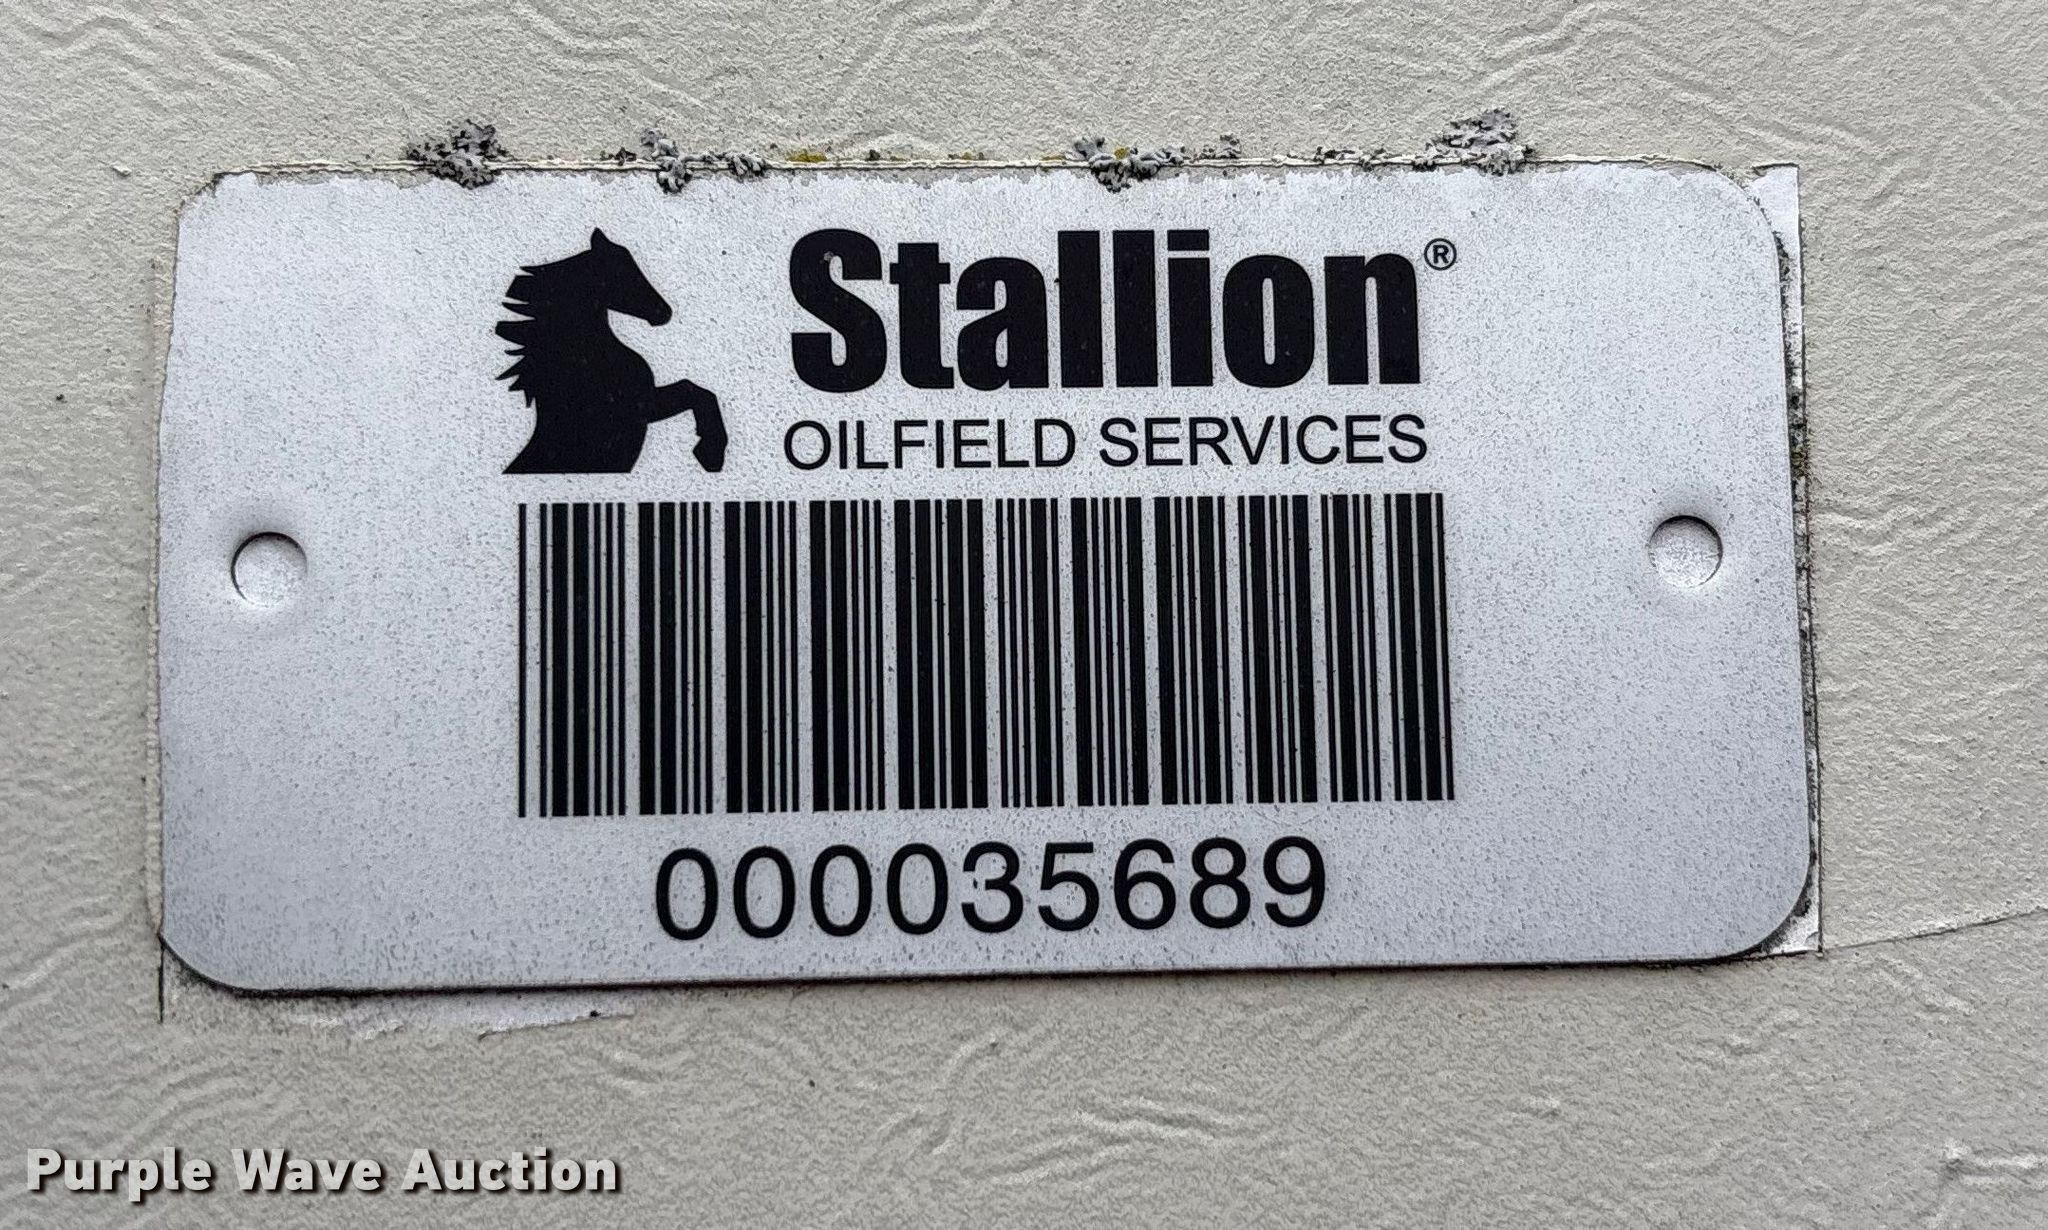 Stallion®
OILFIELD SERVICES
000035689
Purple Wave Auction